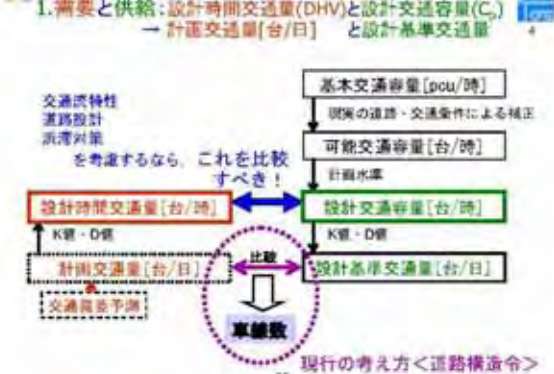 1.需要と供給:設計時間交通量(DHV)と設計交通容量(C
→ 計画交通量[台/日] と設計基準交通量
4
基本交通容量[pcu/時]
現実の道路・交通条件による補正
交通流特性
道路設計
渋滞対策
を考慮するなら、これを比較
すべき!
可能交通容量[台/時]
計画水準
設計時間交通量[台/時]
設計交通容量[台/時]
K値・D値
K値・D値
計画交通量[台/日]
比較
設計基準交通量[台/日]
交通需要予測
車線数
現行の考え方<道路構造令>